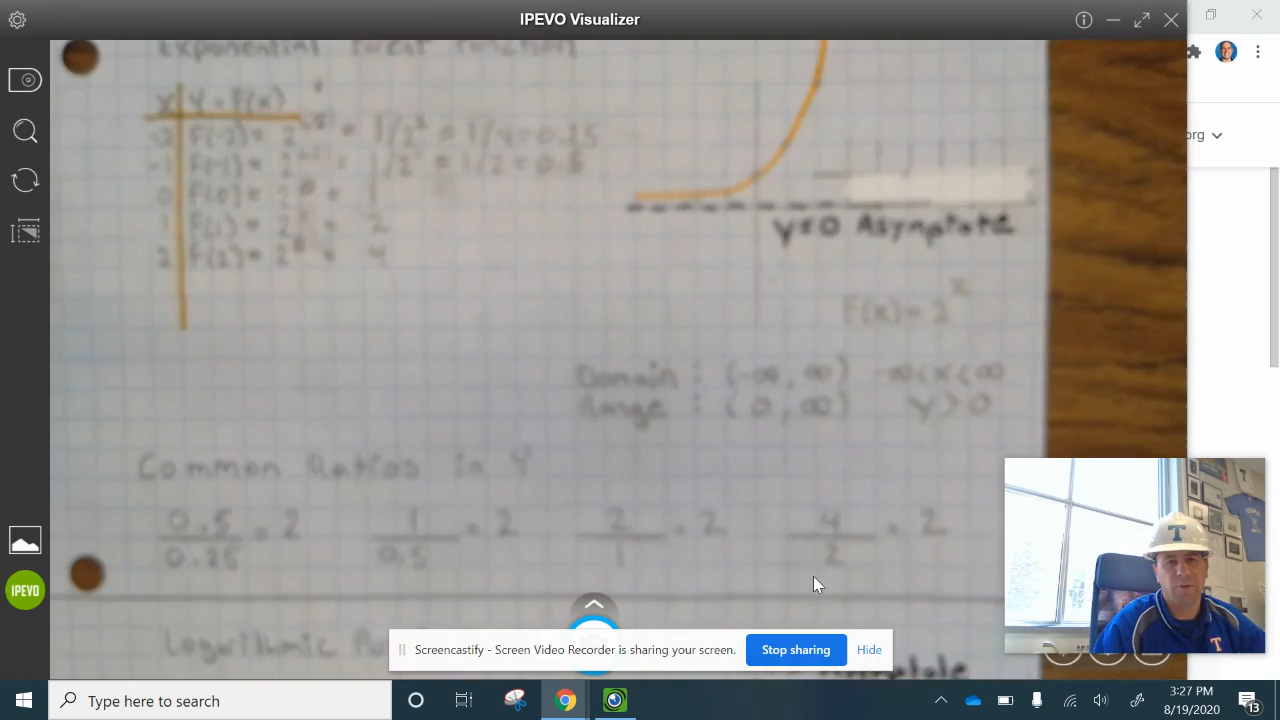 IPEVO Visualizer
Exponential Parent Function
x y = F(x)
-2 F(-2) = 2^(-2) = 1/2² = 1/4 = 0.25
-1 F(-1) = 2^-1 = 1/2¹ = 1/2 = 0.5
0 F(0) = 2^0 = 1
1 F(1) = 2^1 = 2
2 F(2) = 2^2 = 4
y=0 Asymptote
F(x) = 2^x
Domain : (-∞, ∞) -∞<x<∞
Range : (0, ∞) y>0
Common Ratios in Y
0.5/0.25 = 2 1/0.5 = 2 2/1 = 2 4/2 = 2
Logarithmic
org
T
T
IPEVO
Screencastify - Screen Video Recorder is sharing your screen.
Stop sharing
Hide
Type here to search
3:27 PM
8/19/2020
13